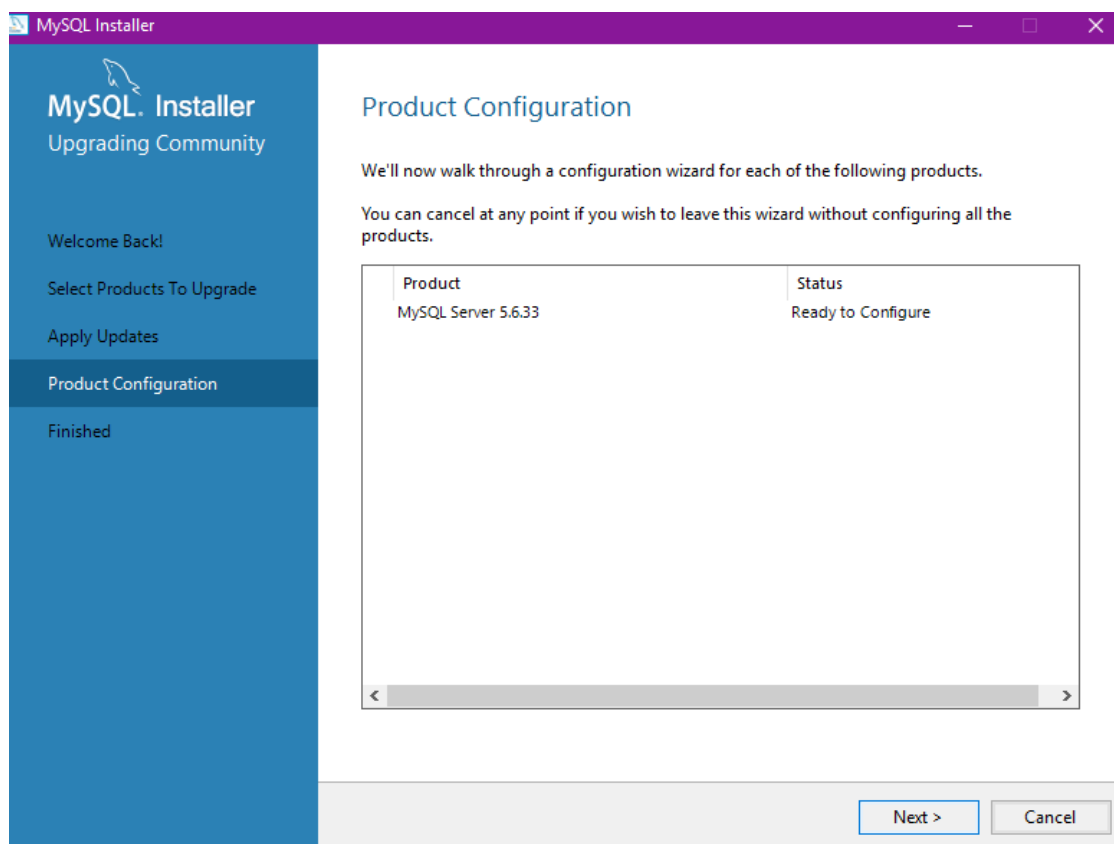 MySQL Installer
MySQL. Installer
Upgrading Community
Welcome Back!
Select Products To Upgrade
Apply Updates
Product Configuration
Finished
Product Configuration
We'll now walk through a configuration wizard for each of the following products.
You can cancel at any point if you wish to leave this wizard without configuring all the
products.
Product Status
MySQL Server 5.6.33 Ready to Configure
Next > Cancel